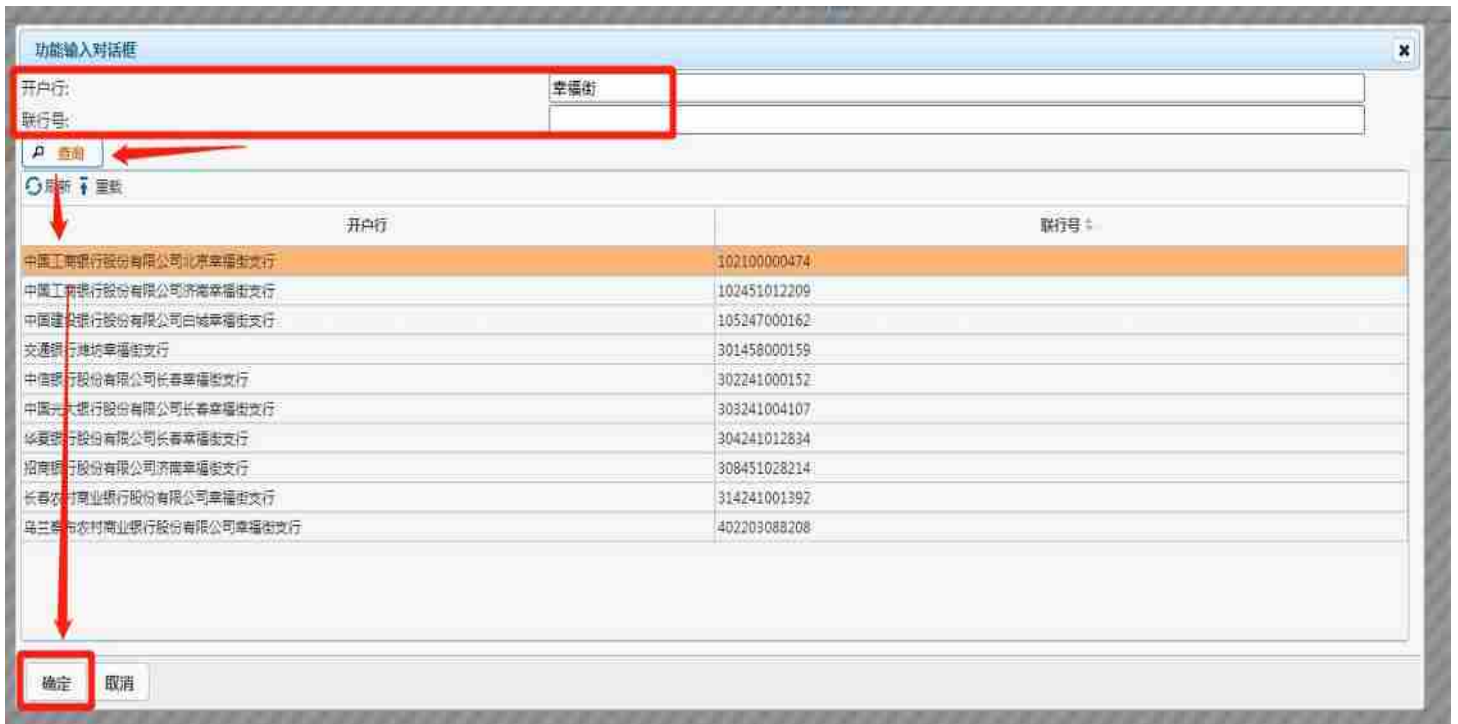 功能输入对话框
开户行: 幸福街
联行号:
查询
刷新 重载
开户行 联行号
中国工商银行股份有限公司北京幸福街支行 102100000474
中国工商银行股份有限公司济南幸福街支行 102451012209
中国建设银行股份有限公司白城幸福街支行 105247000162
交通银行潍坊幸福街支行 301458000159
中信银行股份有限公司长春幸福街支行 302241000152
中国光大银行股份有限公司长春幸福街支行 303241004107
华夏银行股份有限公司长春幸福街支行 304241012834
招商银行股份有限公司济南幸福街支行 308451028214
长春农村商业银行股份有限公司幸福街支行 314241001392
乌兰察布农村商业银行股份有限公司幸福街支行 402203088208
确定 取消